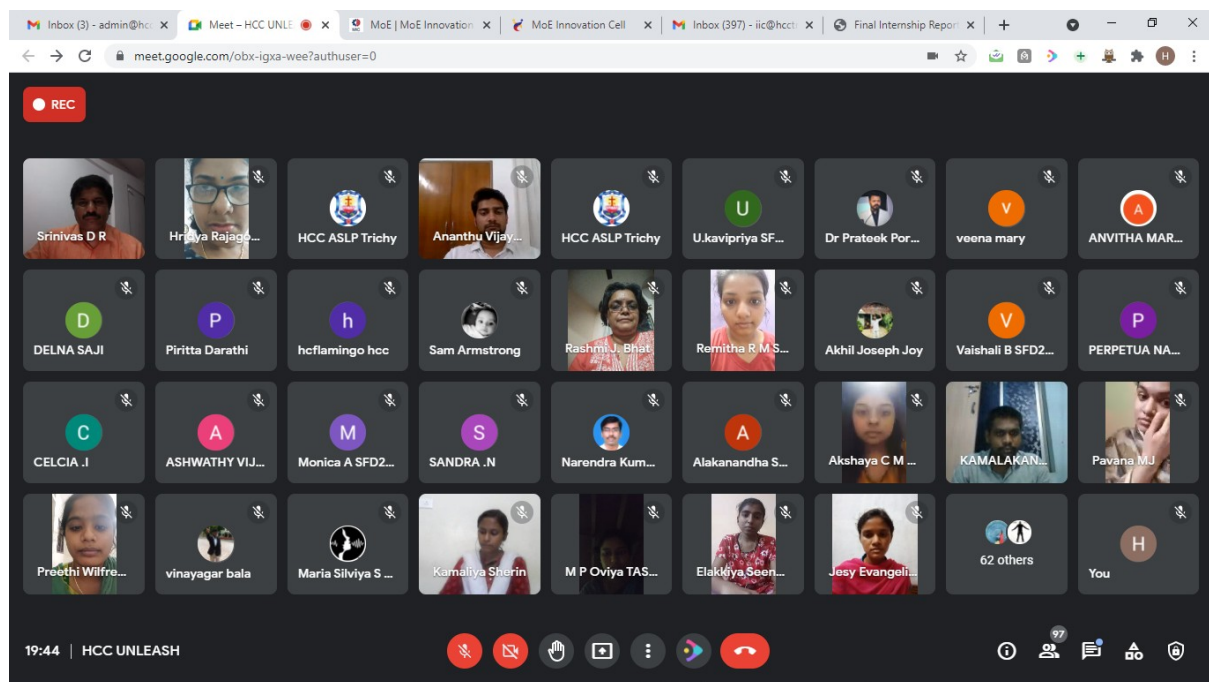 Inbox (3) - admin@hcc
Meet – HCC UNLE
MoE | MoE Innovation
MoE Innovation Cell
Inbox (397) - iic@hcctr
Final Internship Repor
meet.google.com/obx-igxa-wee?authuser=0
H
REC
U
V
A
Srinivas D R
Hridya Rajago...
HCC ASLP Trichy
Ananthu Vijay...
HCC ASLP Trichy
U.kavipriya SF...
Dr Prateek Por...
veena mary
ANVITHA MAR...
D
P
h
V
P
DELNA SAJI
Piritta Darathi
hcflamingo hcc
Sam Armstrong
Rashmi J. Bhat
Remitha R M S...
Akhil Joseph Joy
Vaishali B SFD2...
PERPETUA NA...
C
A
M
S
A
CELCIA .I
ASHWATHY VIJ...
Monica A SFD2...
SANDRA .N
Narendra Kum...
Alakanandha S...
Akshaya C M ...
KAMALAKAN...
Pavana MJ
H
Preethi Wilfre...
vinayagar bala
Maria Silviya S ...
Kamaliya Sherin
M P Oviya TAS...
Elakkiya Seen...
Jesy Evangeli...
62 others
You
19:44 | HCC UNLEASH
97